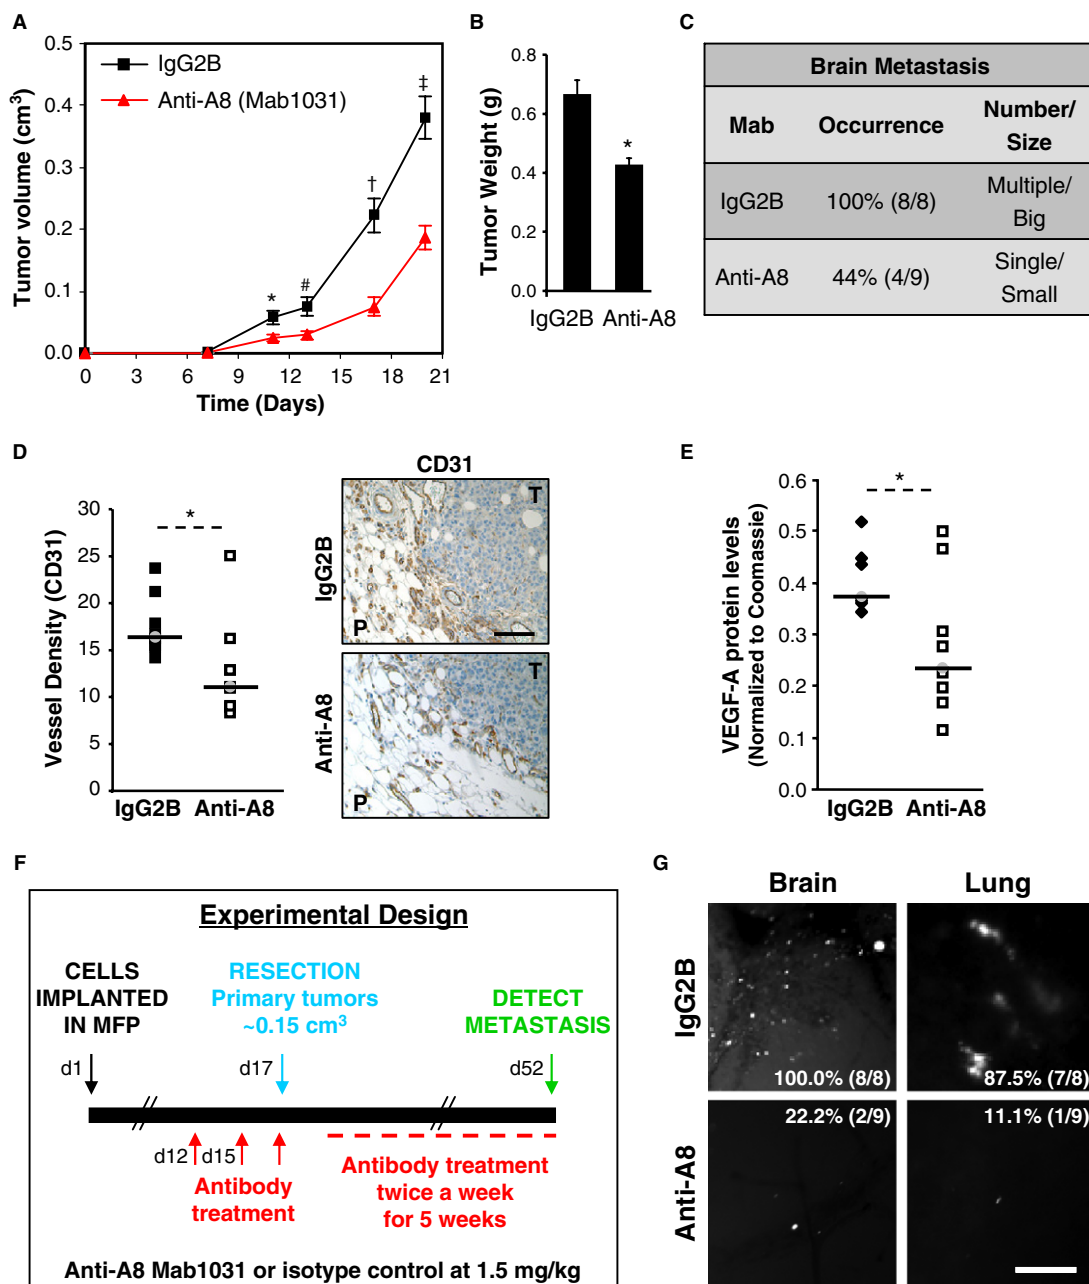 A
Tumor volume (cm3)
0.5
0.4
0.3
0.2
0.1
0.0
IgG2B
Anti-A8 (Mab1031)
*
#
†
‡
0 3 6 9 12 15 18 21
Time (Days)
B
Tumor Weight (g)
0.8
0.6
0.4
0.2
0.0
*
IgG2B Anti-A8
C
Brain Metastasis
Mab Occurrence Number/
Size
IgG2B 100% (8/8) Multiple/
Big
Anti-A8 44% (4/9) Single/
Small
D
Vessel Density (CD31)
30
25
20
15
10
5
0
*
IgG2B Anti-A8
CD31
IgG2B
T
P
Anti-A8
T
P
E
VEGF-A protein levels
(Normalized to Comassie)
0.6
0.5
0.4
0.3
0.2
0.1
0.0
*
IgG2B Anti-A8
F
Experimental Design
CELLS
IMPLANTED
IN MFP
RESECTION
Primary tumors
~0.15 cm3
DETECT
METASTASIS
d1
d17
d52
d12
d15
Antibody
treatment
Antibody treatment
twice a week
for 5 weeks
Anti-A8 Mab1031 or isotype control at 1.5 mg/kg
G
Brain Lung
IgG2B
100.0% (8/8)
87.5% (7/8)
Anti-A8
22.2% (2/9)
11.1% (1/9)